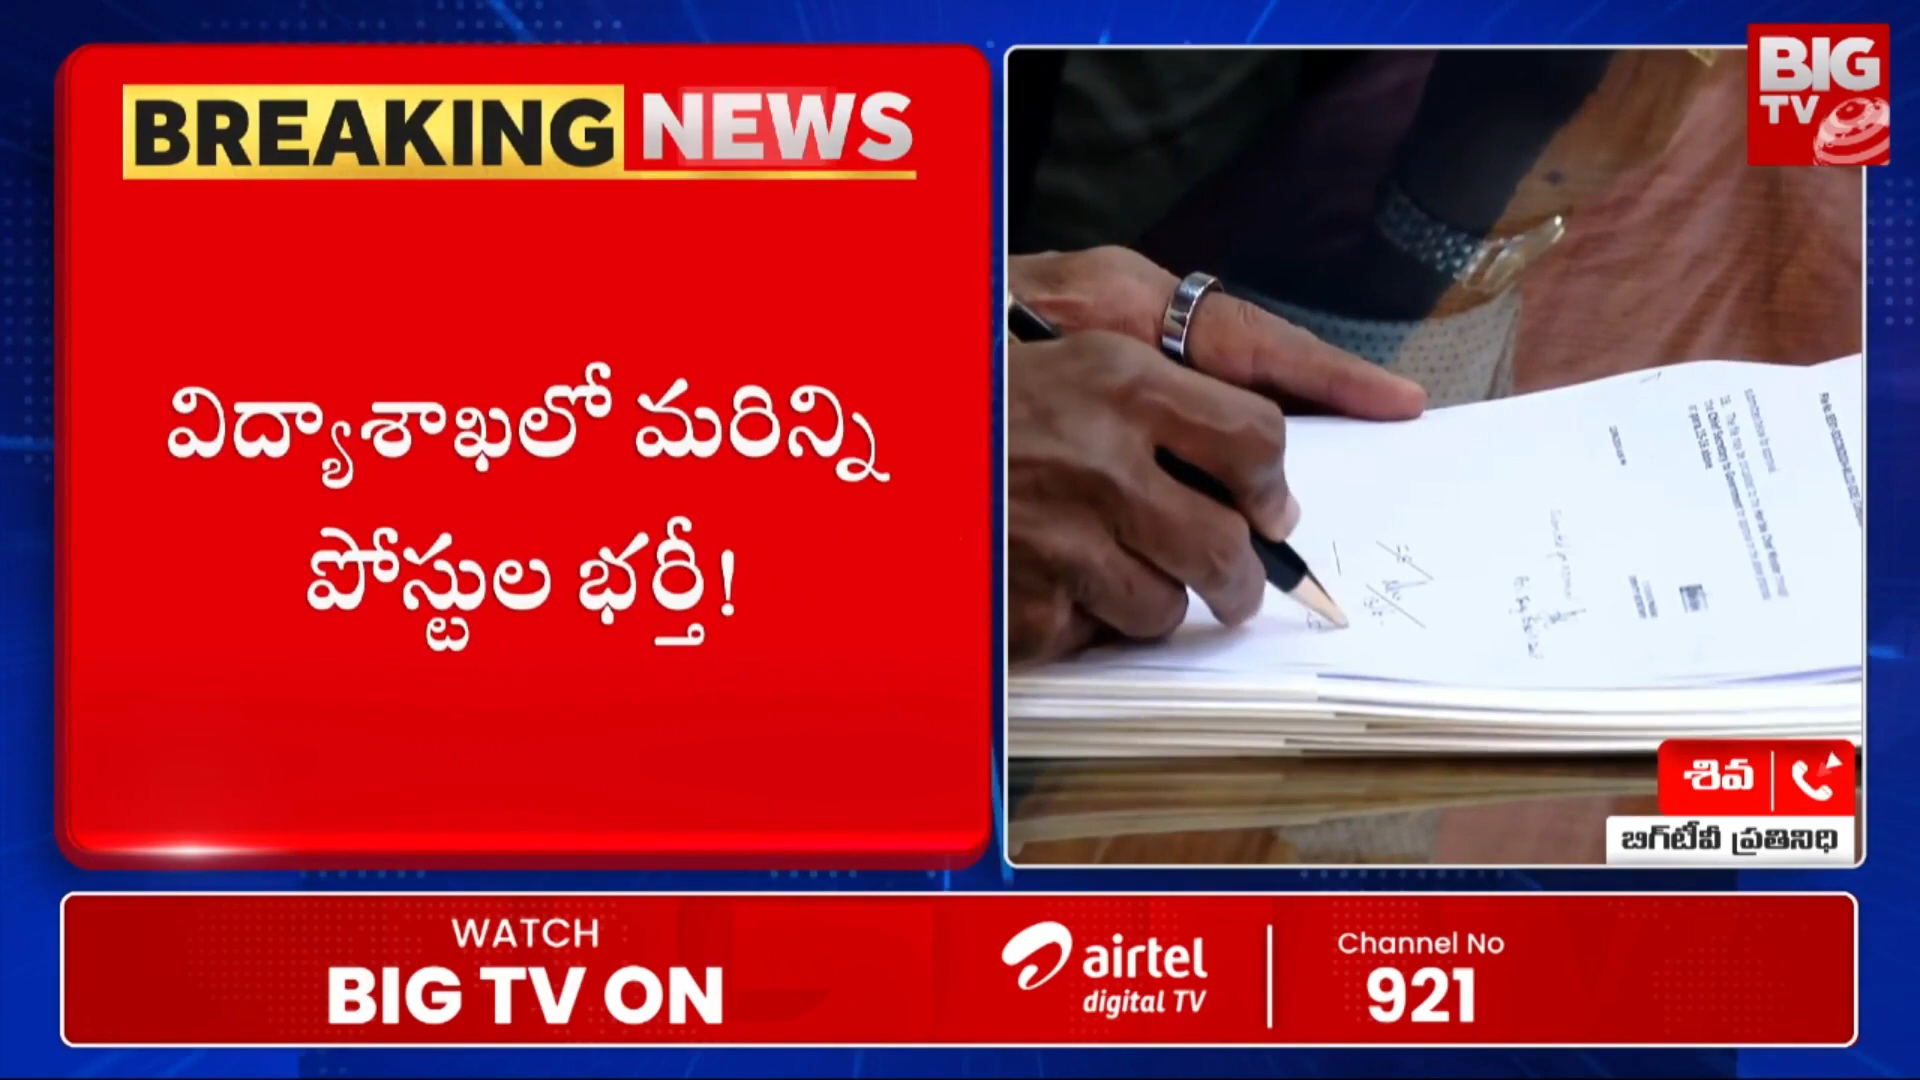 BREAKING NEWS
విద్యాశాఖలో మరిన్ని
పోస్టుల భర్తీ!
BIG
TV
శివ
బిగ్‌టీవీ ప్రతినిధి
WATCH
BIG TV ON
airtel
digital TV
Channel No
921